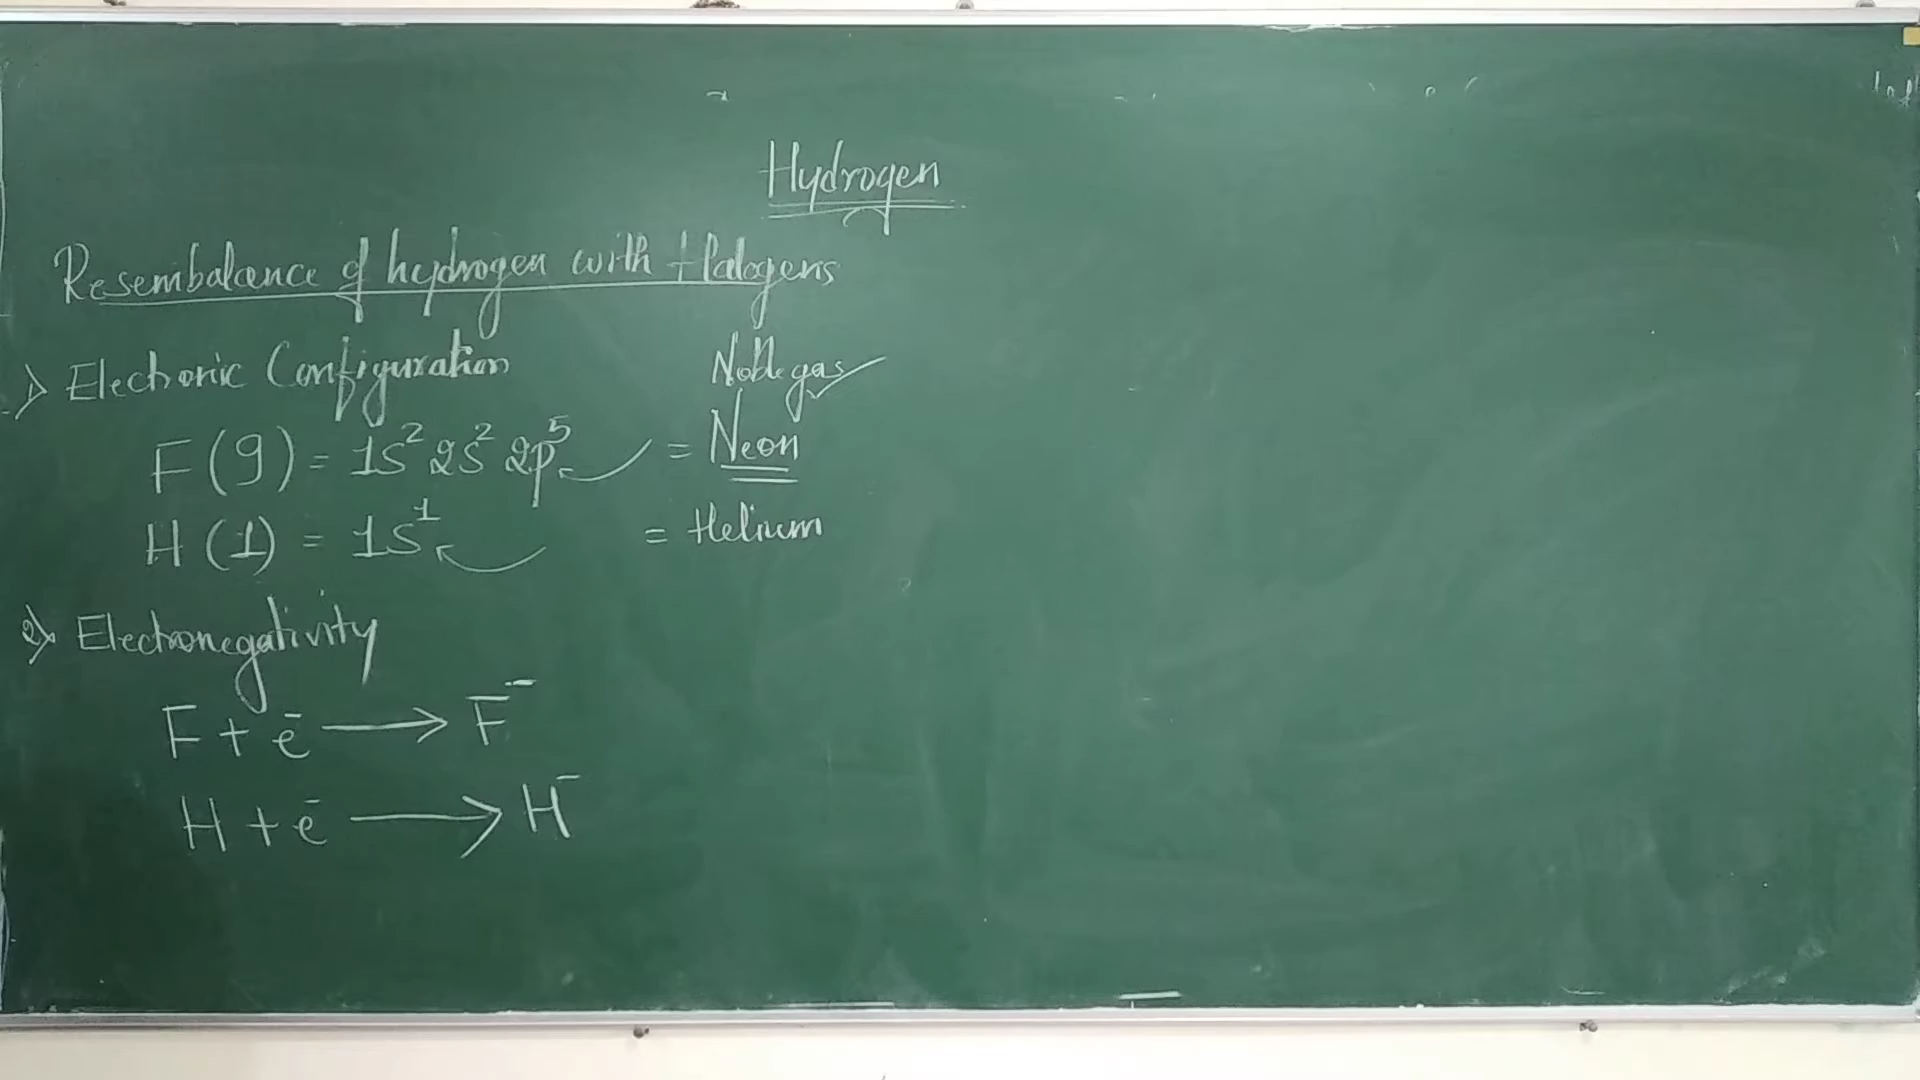 Hydrogen
Resembalance of hydrogen with Halogens
1) Electronic Configuration
Noble gas
F (9) = 1s² 2s² 2p⁵ = Neon
H (1) = 1s¹ = Helium
2) Electronegativity
F + e⁻ → F⁻
H + e⁻ → H⁻